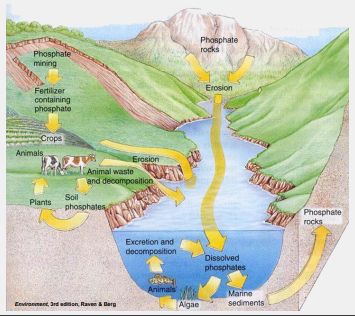 Phosphate
rocks
Phosphate
mining
Erosion
Fertilizer
containing
phosphate
Crops
Animals
Erosion
Animal waste
and decomposition
Plants
Soil
phosphates
Phosphate
rocks
Excretion and
decomposition
Dissolved
phosphates
Animals
Algae
Marine
sediments
Environment, 3rd edition, Raven & Berg